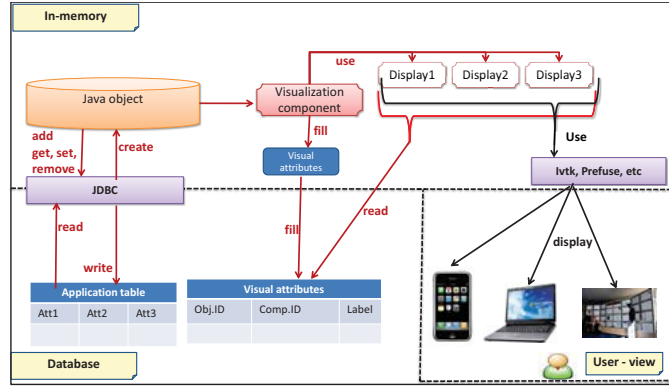 In-memory
use
Display1
Display2
Display3
Java object
Visualization
component
fill
add
get, set,
remove
create
Visual
attributes
Use
JDBC
Ivtk, Prefuse, etc
read
fill
read
write
display
Application table
Att1
Att2
Att3
Visual attributes
Obj.ID
Comp.ID
Label
Database
User - view